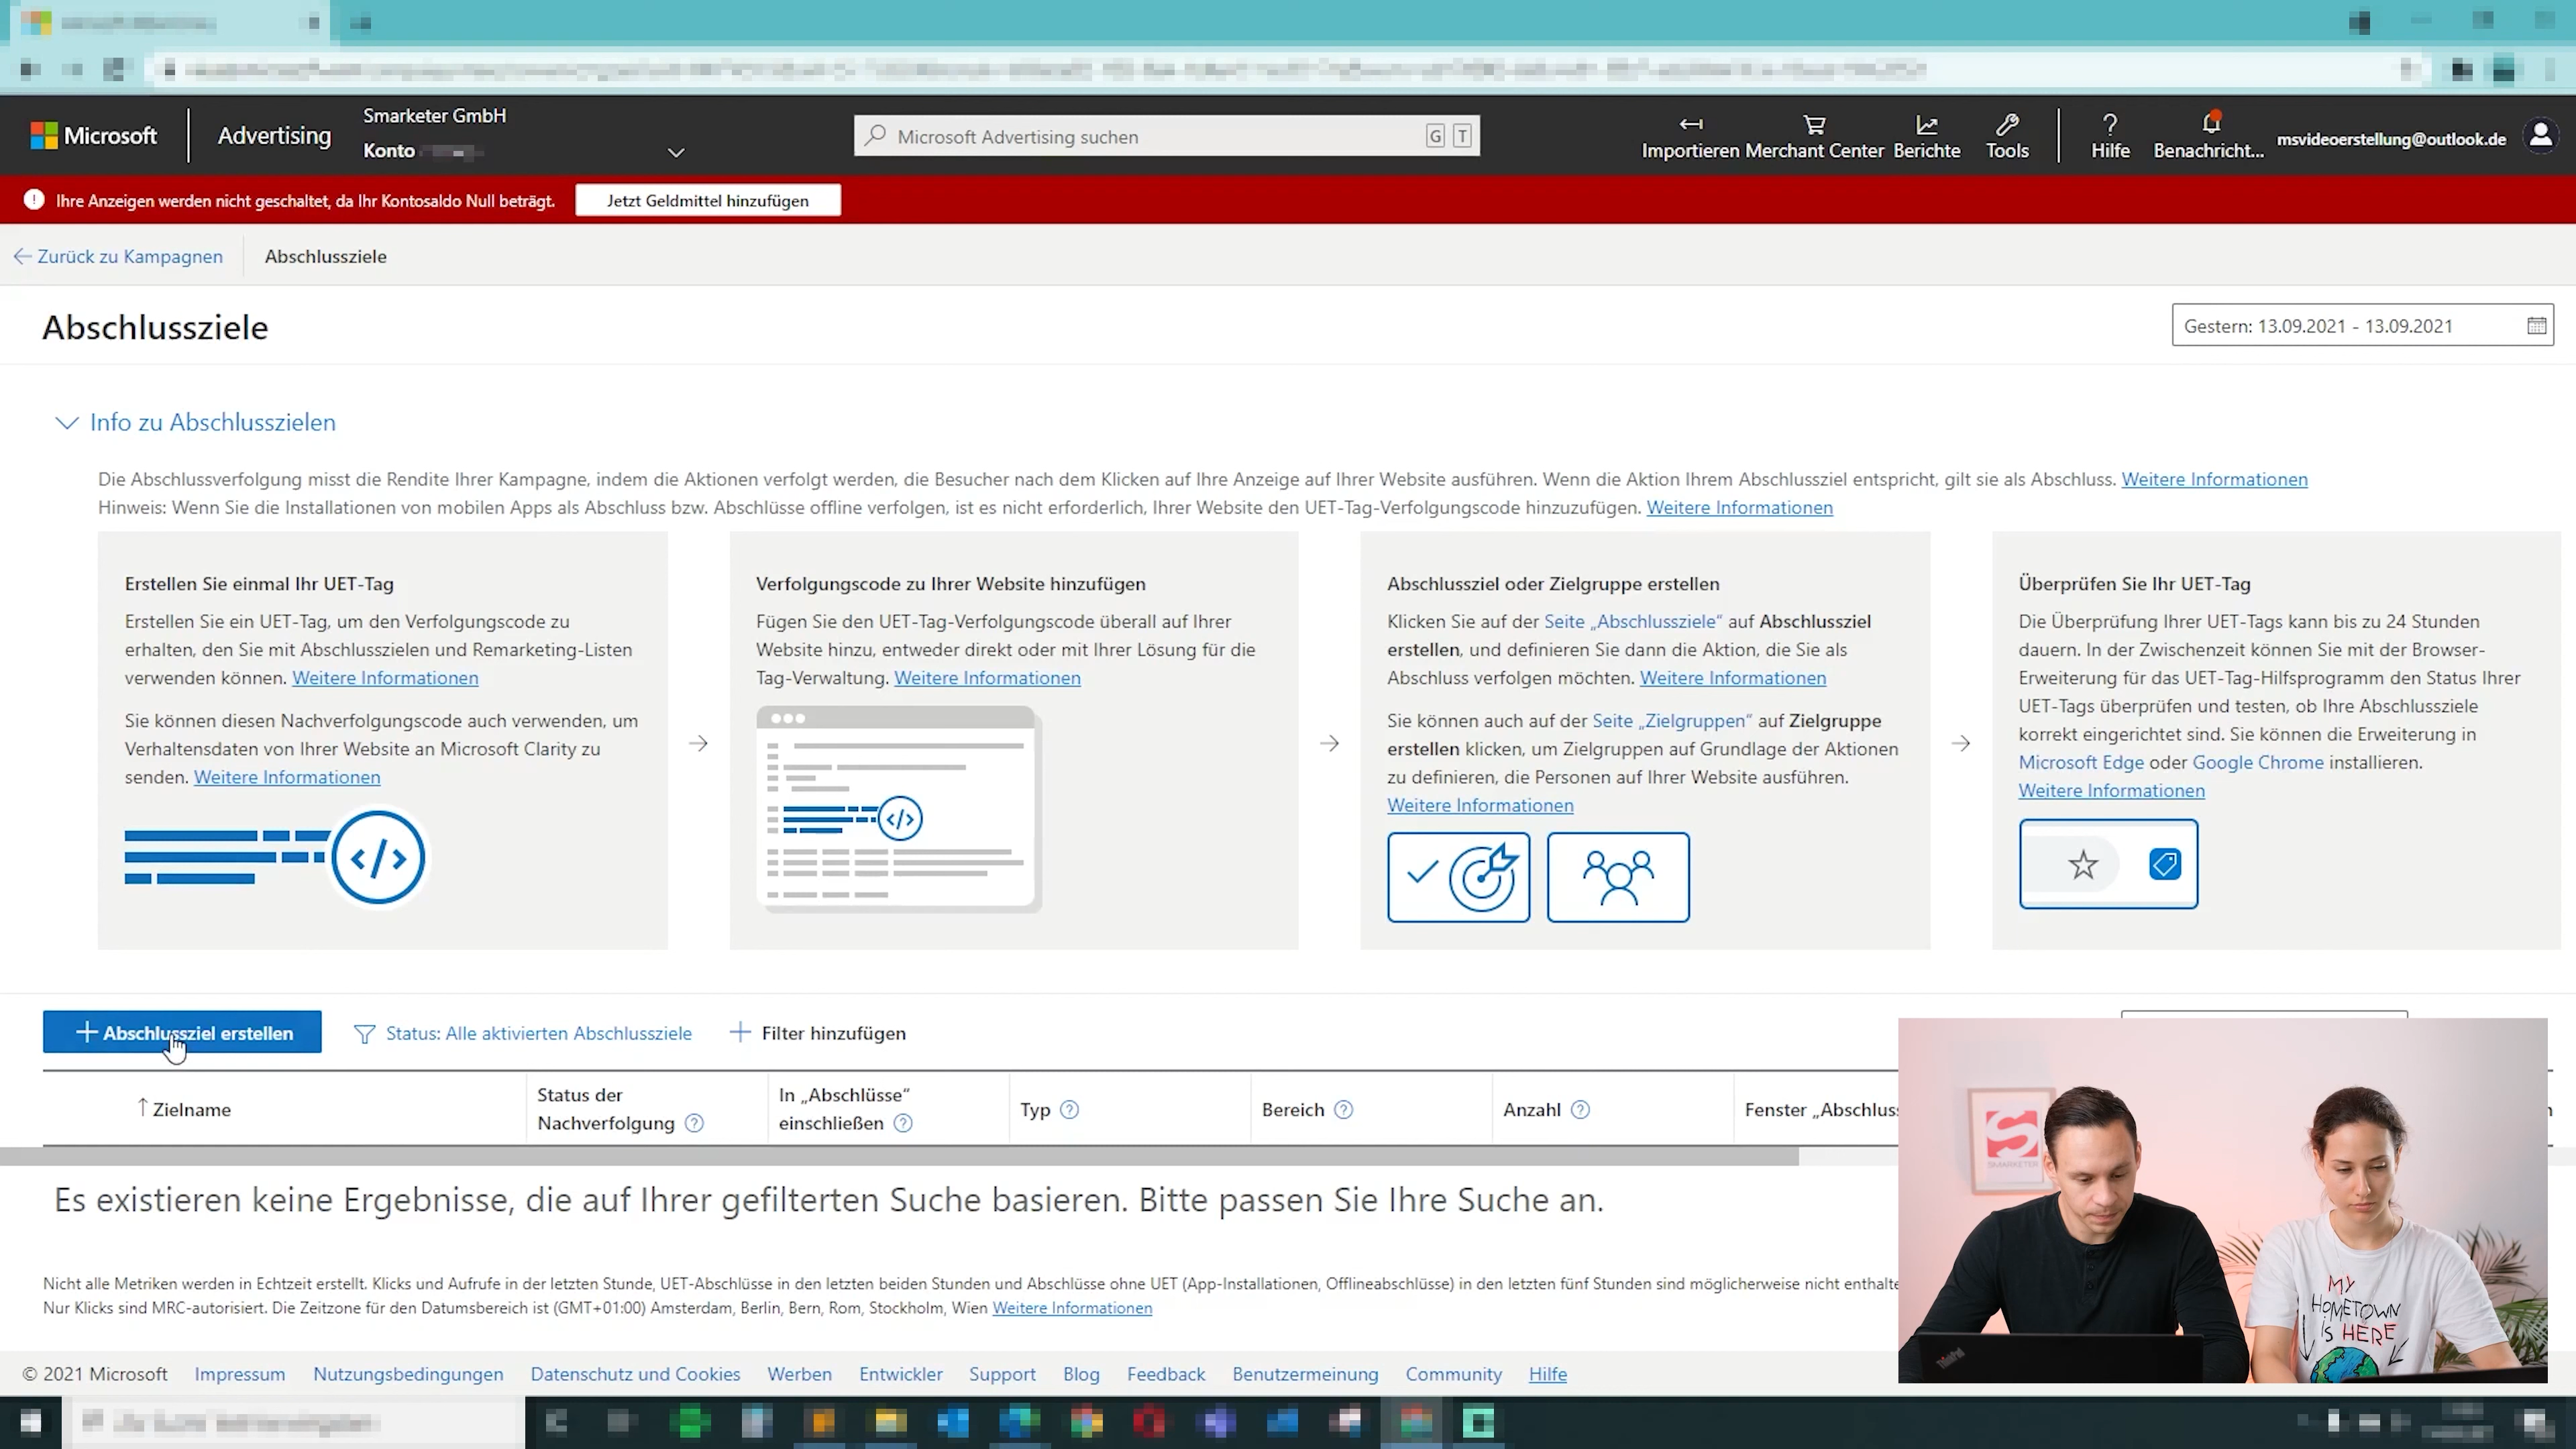 Microsoft
Advertising
Smarketer GmbH
Konto
Microsoft Advertising suchen
G T
Importieren
Merchant Center
Berichte
Tools
Hilfe
Benachricht...
msvideoerstellung@outlook.de
Ihre Anzeigen werden nicht geschaltet, da Ihr Kontosaldo Null beträgt.
Jetzt Geldmittel hinzufügen
Zurück zu Kampagnen
Abschlussziele
Abschlussziele
Gestern: 13.09.2021 - 13.09.2021
Info zu Abschlusszielen
Die Abschlussverfolgung misst die Rendite Ihrer Kampagne, indem die Aktionen verfolgt werden, die Besucher nach dem Klicken auf Ihre Anzeige auf Ihrer Website ausführen. Wenn die Aktion Ihrem Abschlussziel entspricht, gilt sie als Abschluss. Weitere Informationen
Hinweis: Wenn Sie die Installationen von mobilen Apps als Abschluss bzw. Abschlüsse offline verfolgen, ist es nicht erforderlich, Ihrer Website den UET-Tag-Verfolgungscode hinzuzufügen. Weitere Informationen
Erstellen Sie einmal Ihr UET-Tag
Erstellen Sie ein UET-Tag, um den Verfolgungscode zu
erhalten, den Sie mit Abschlusszielen und Remarketing-Listen
verwenden können. Weitere Informationen
Sie können diesen Nachverfolgungscode auch verwenden, um
Verhaltensdaten von Ihrer Website an Microsoft Clarity zu
senden. Weitere Informationen
Verfolgungscode zu Ihrer Website hinzufügen
Fügen Sie den UET-Tag-Verfolgungscode überall auf Ihrer
Website hinzu, entweder direkt oder mit Ihrer Lösung für die
Tag-Verwaltung. Weitere Informationen
Abschlussziel oder Zielgruppe erstellen
Klicken Sie auf der Seite „Abschlussziele“ auf Abschlussziel
erstellen, und definieren Sie dann die Aktion, die Sie als
Abschluss verfolgen möchten. Weitere Informationen
Sie können auch auf der Seite „Zielgruppen“ auf Zielgruppe
erstellen klicken, um Zielgruppen auf Grundlage der Aktionen
zu definieren, die Personen auf Ihrer Website ausführen.
Weitere Informationen
Überprüfen Sie Ihr UET-Tag
Die Überprüfung Ihrer UET-Tags kann bis zu 24 Stunden
dauern. In der Zwischenzeit können Sie mit der Browser-
Erweiterung für das UET-Tag-Hilfsprogramm den Status Ihrer
UET-Tags überprüfen und testen, ob Ihre Abschlussziele
korrekt eingerichtet sind. Sie können die Erweiterung in
Microsoft Edge oder Google Chrome installieren.
Weitere Informationen
Abschlussziel erstellen
Status: Alle aktivierten Abschlussziele
Filter hinzufügen
Zielname
Status der
Nachverfolgung
In „Abschlüsse“
einschließen
Typ
Bereich
Anzahl
Fenster „Abschluss
Es existieren keine Ergebnisse, die auf Ihrer gefilterten Suche basieren. Bitte passen Sie Ihre Suche an.
Nicht alle Metriken werden in Echtzeit erstellt. Klicks und Aufrufe in der letzten Stunde, UET-Abschlüsse in den letzten beiden Stunden und Abschlüsse ohne UET (App-Installationen, Offlineabschlüsse) in den letzten fünf Stunden sind möglicherweise nicht enthalte
Nur Klicks sind MRC-autorisiert. Die Zeitzone für den Datumsbereich ist (GMT+01:00) Amsterdam, Berlin, Bern, Rom, Stockholm, Wien Weitere Informationen
SMARKETER
MY
HOMETOWN
IS HERE
ThinkPad
© 2021 Microsoft
Impressum
Nutzungsbedingungen
Datenschutz und Cookies
Werben
Entwickler
Support
Blog
Feedback
Benutzermeinung
Community
Hilfe